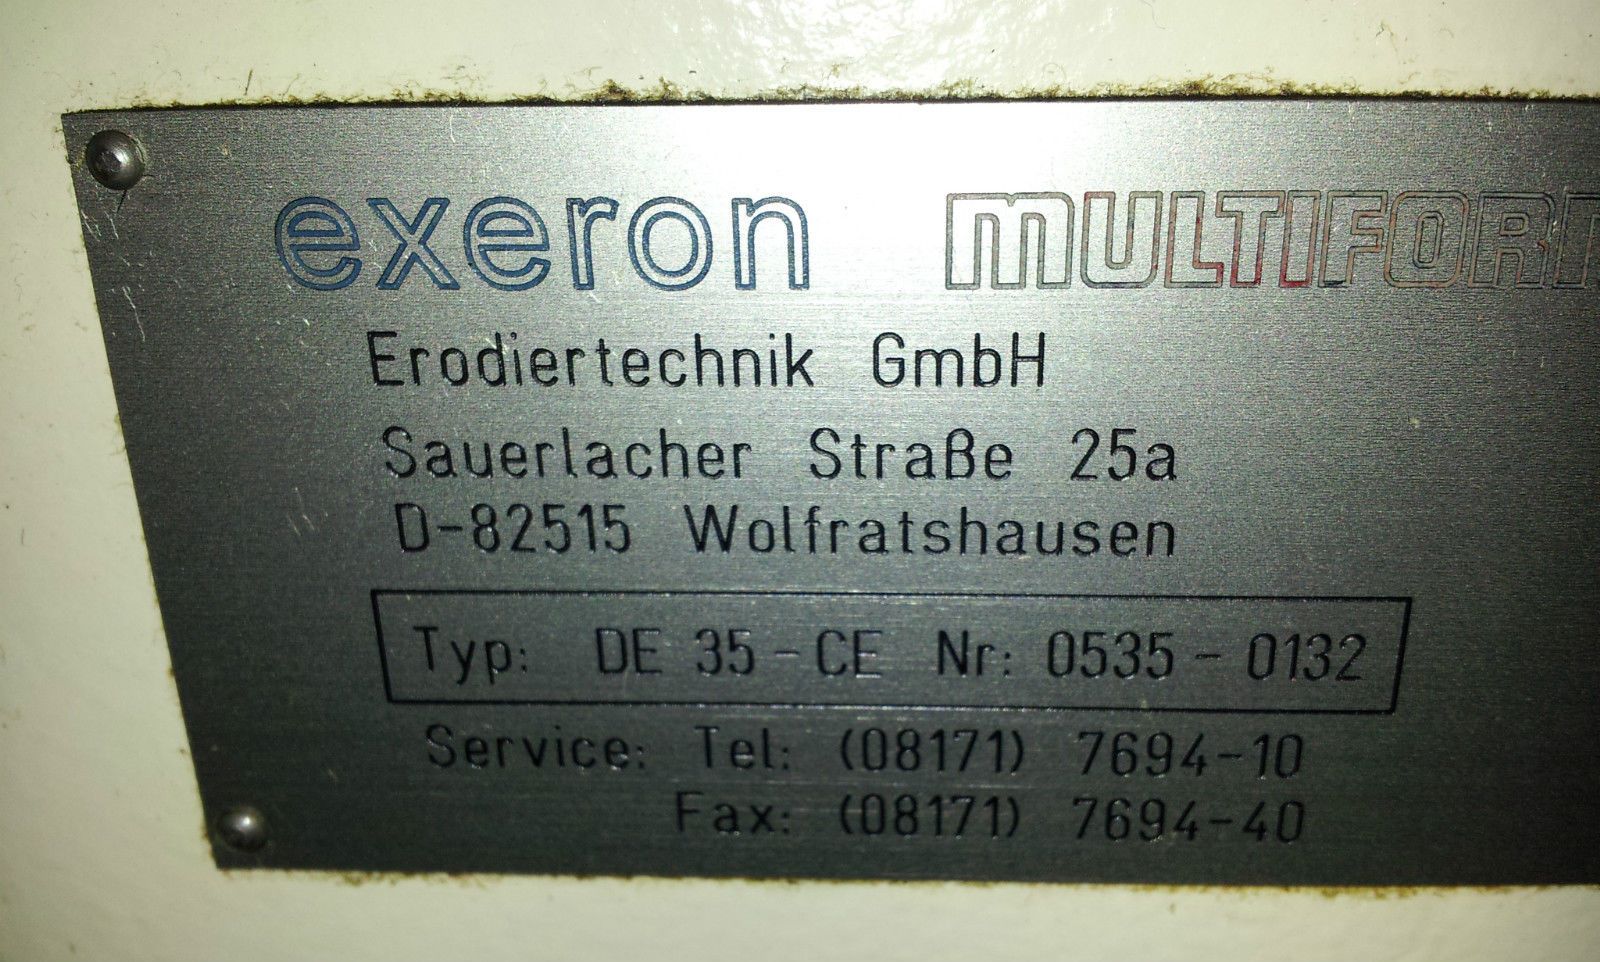 exeron MULTIFOR
Erodiertechnik GmbH
Sauerlacher Straße 25a
D-82515 Wolfratshausen
Typ: DE 35-CE Nr: 0535-0132
Service: Tel: (08171) 7694-10
Fax: (08171) 7694-40